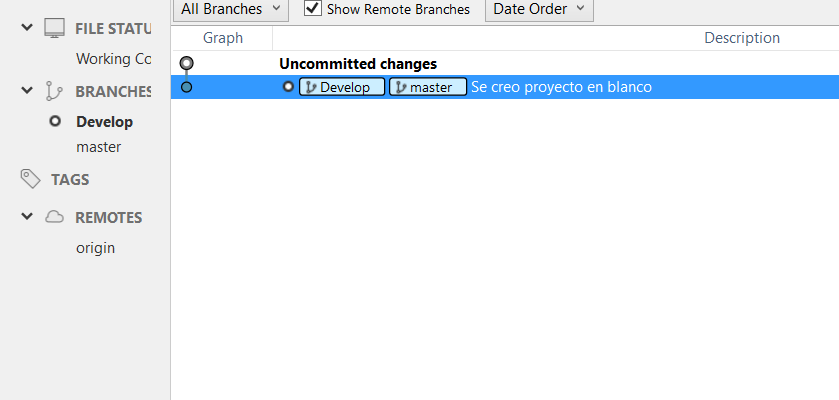 All Branches Show Remote Branches Date Order
FILE STATU
Graph Description
Working Co
Uncommitted changes
BRANCHES
Develop master Se creo proyecto en blanco
Develop
master
TAGS
REMOTES
origin